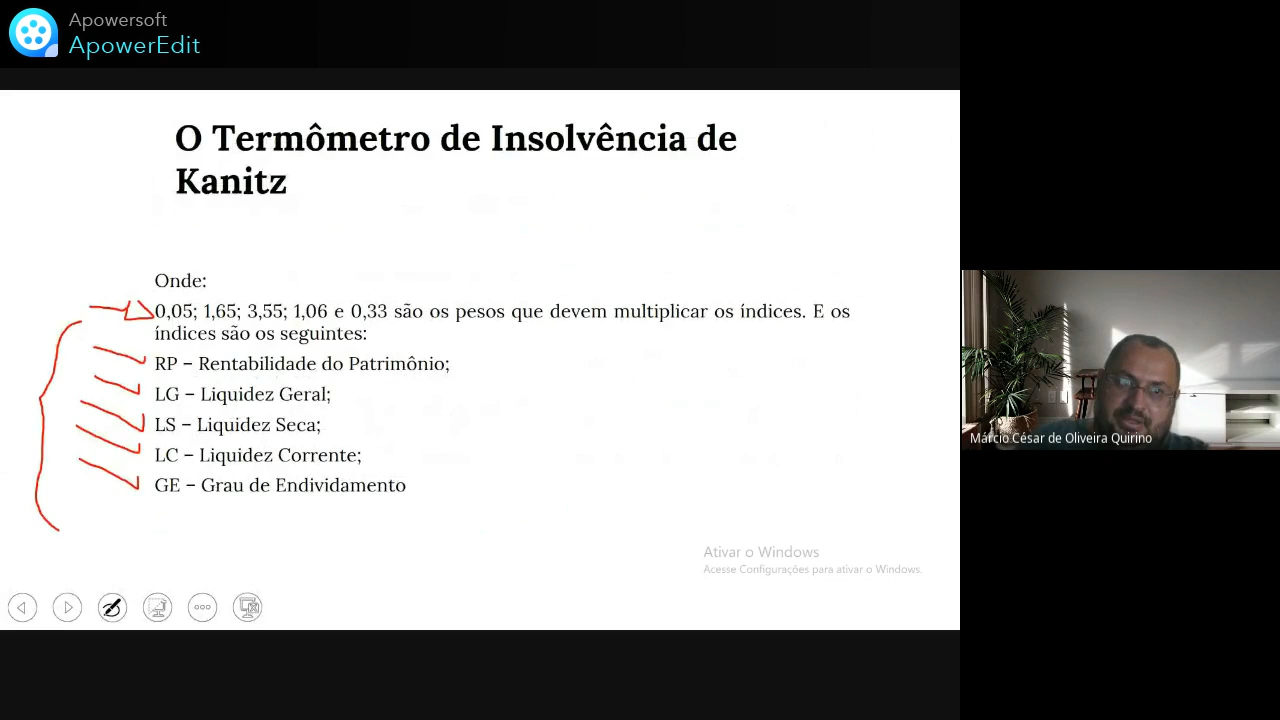 Apowersoft
ApowerEdit
O Termômetro de Insolvência de
Kanitz
Onde:
0,05; 1,65; 3,55; 1,06 e 0,33 são os pesos que devem multiplicar os índices. E os
índices são os seguintes:
RP – Rentabilidade do Patrimônio;
LG – Liquidez Geral;
LS – Liquidez Seca;
LC – Liquidez Corrente;
GE – Grau de Endividamento
Márcio César de Oliveira Quirino
Ativar o Windows
Acesse Configurações para ativar o Windows.